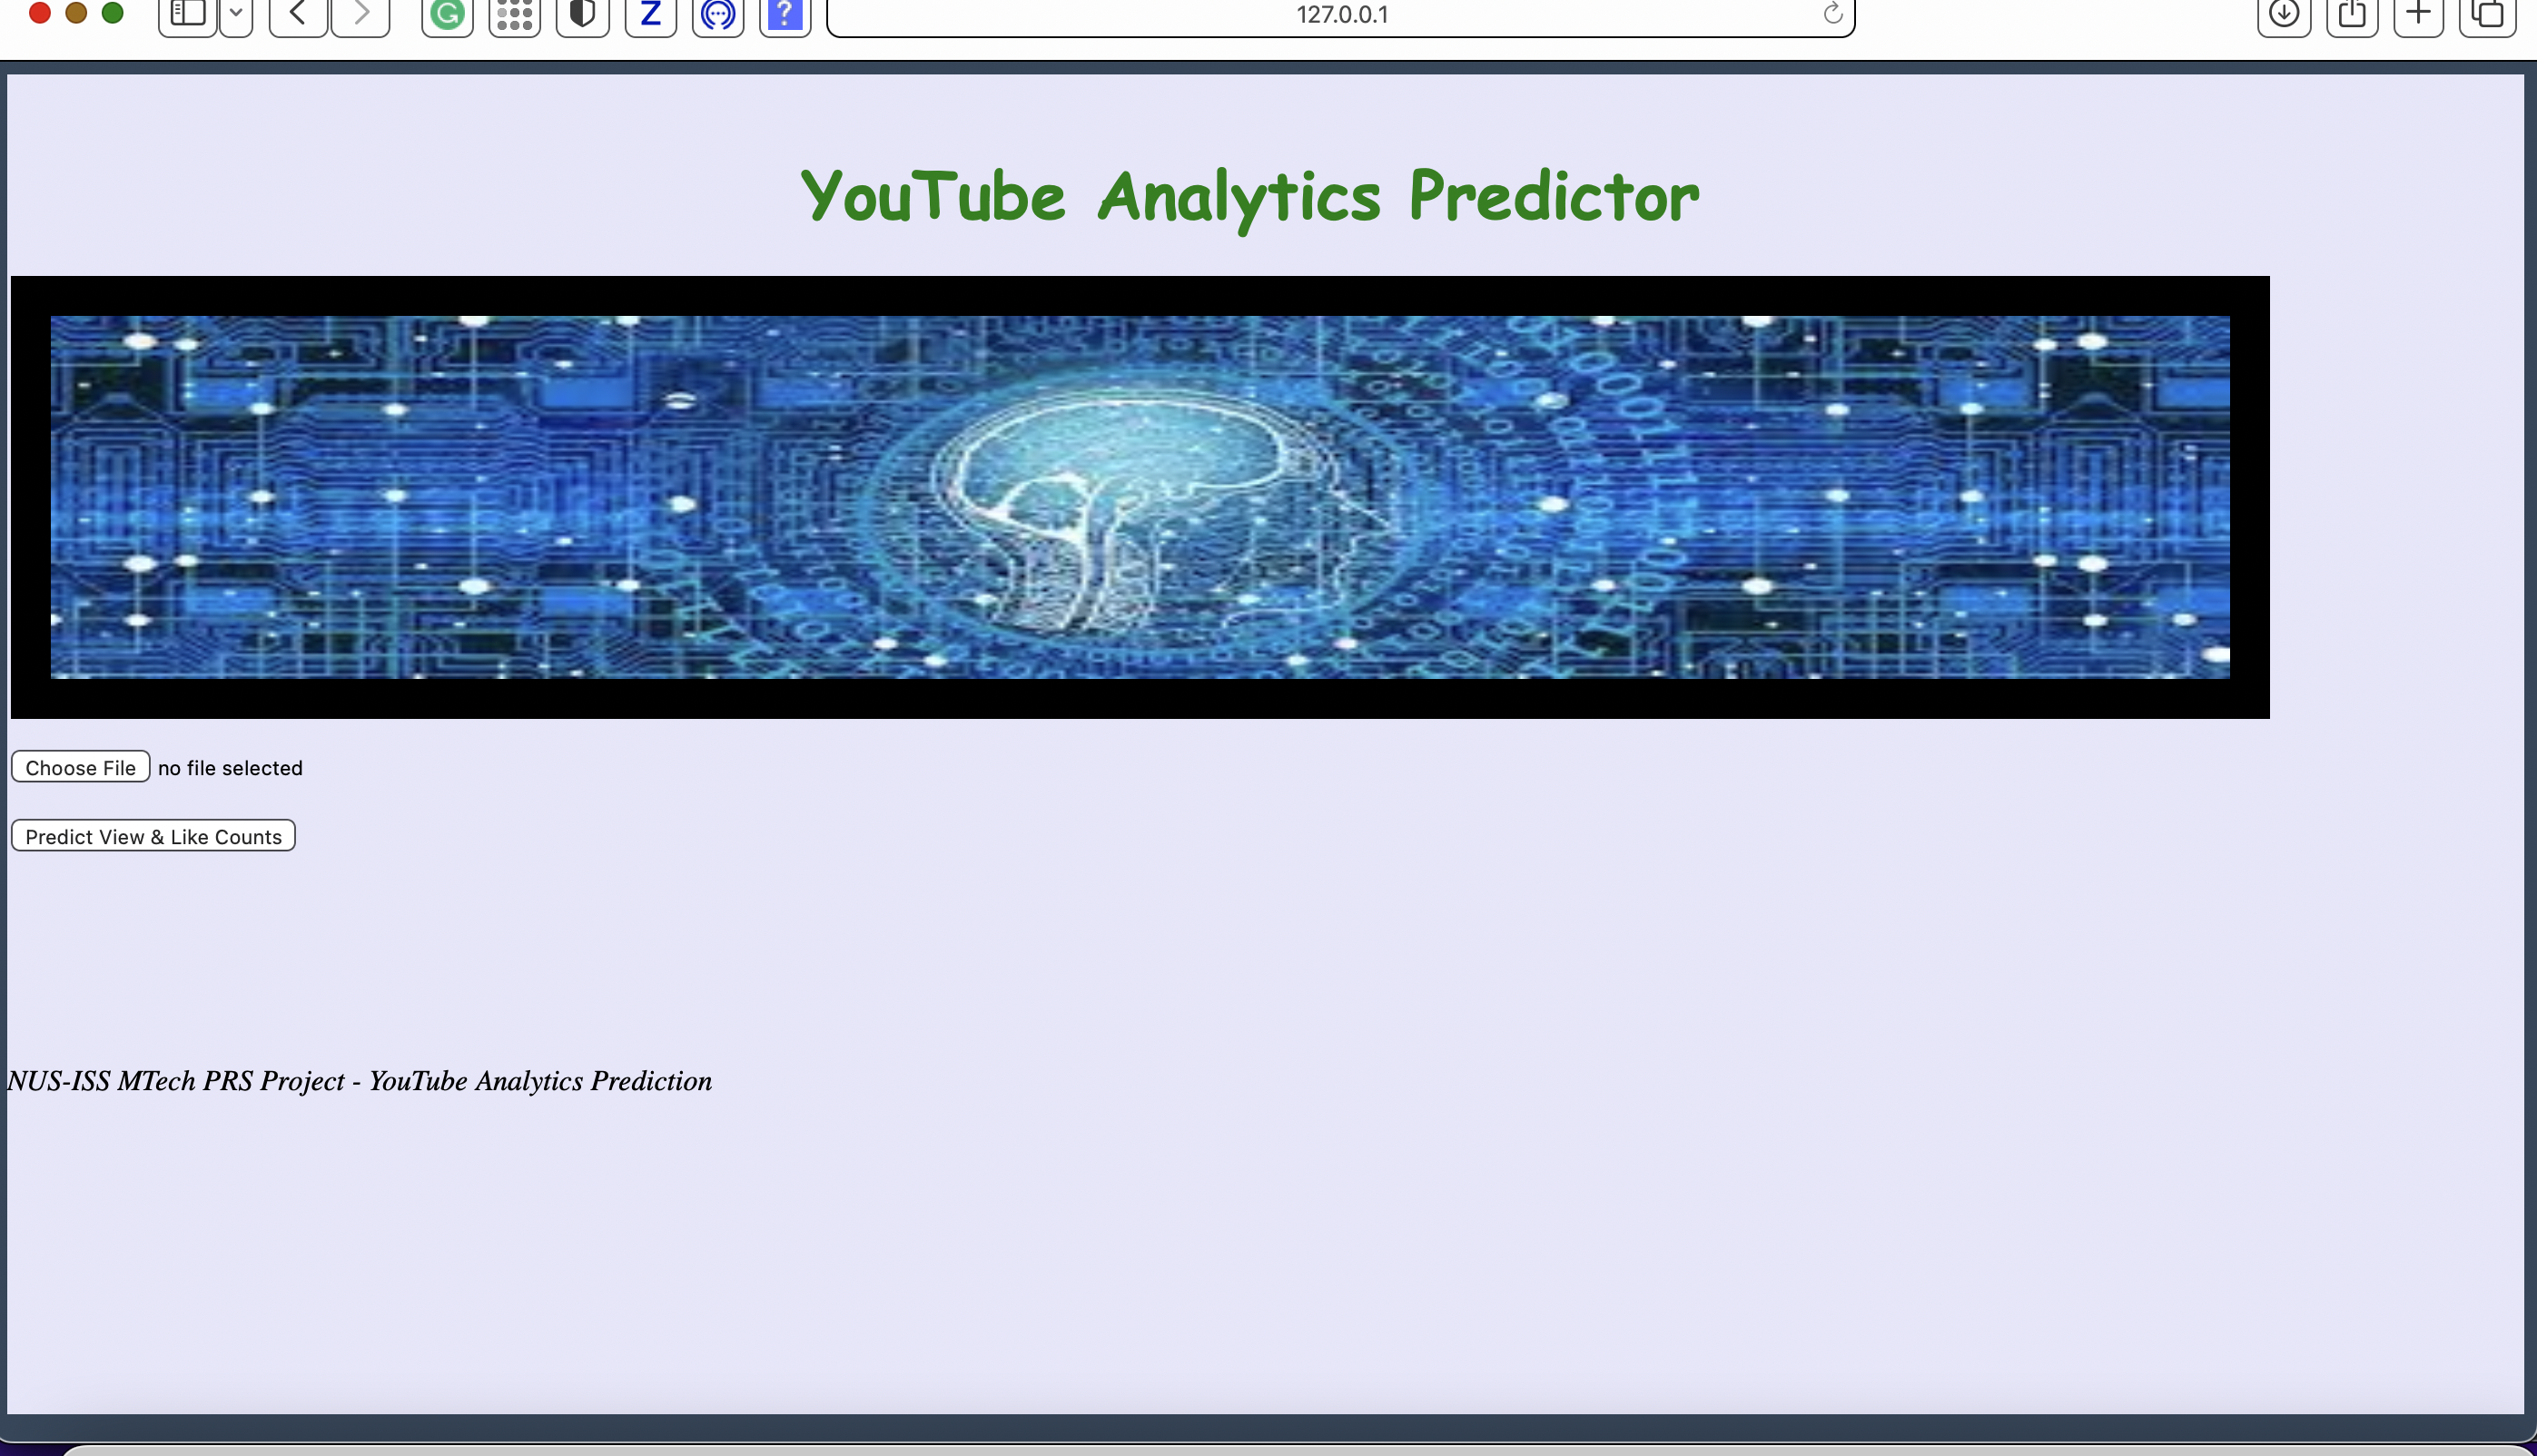 127.0.0.1
YouTube Analytics Predictor
Choose File no file selected
Predict View & Like Counts
NUS-ISS MTech PRS Project - YouTube Analytics Prediction